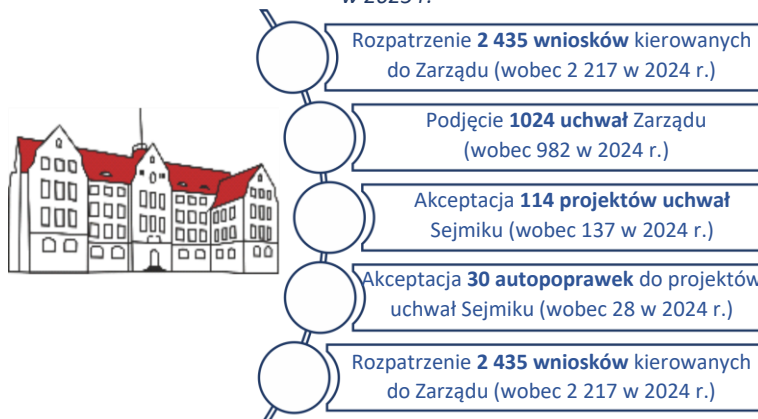 w 2025 r.
Rozpatrzenie 2 435 wniosków kierowanych
do Zarządu (wobec 2 217 w 2024 r.)
Podjęcie 1024 uchwał Zarządu
(wobec 982 w 2024 r.)
Akceptacja 114 projektów uchwał
Sejmiku (wobec 137 w 2024 r.)
Akceptacja 30 autopoprawek do projektów
uchwał Sejmiku (wobec 28 w 2024 r.)
Rozpatrzenie 2 435 wniosków kierowanych
do Zarządu (wobec 2 217 w 2024 r.)